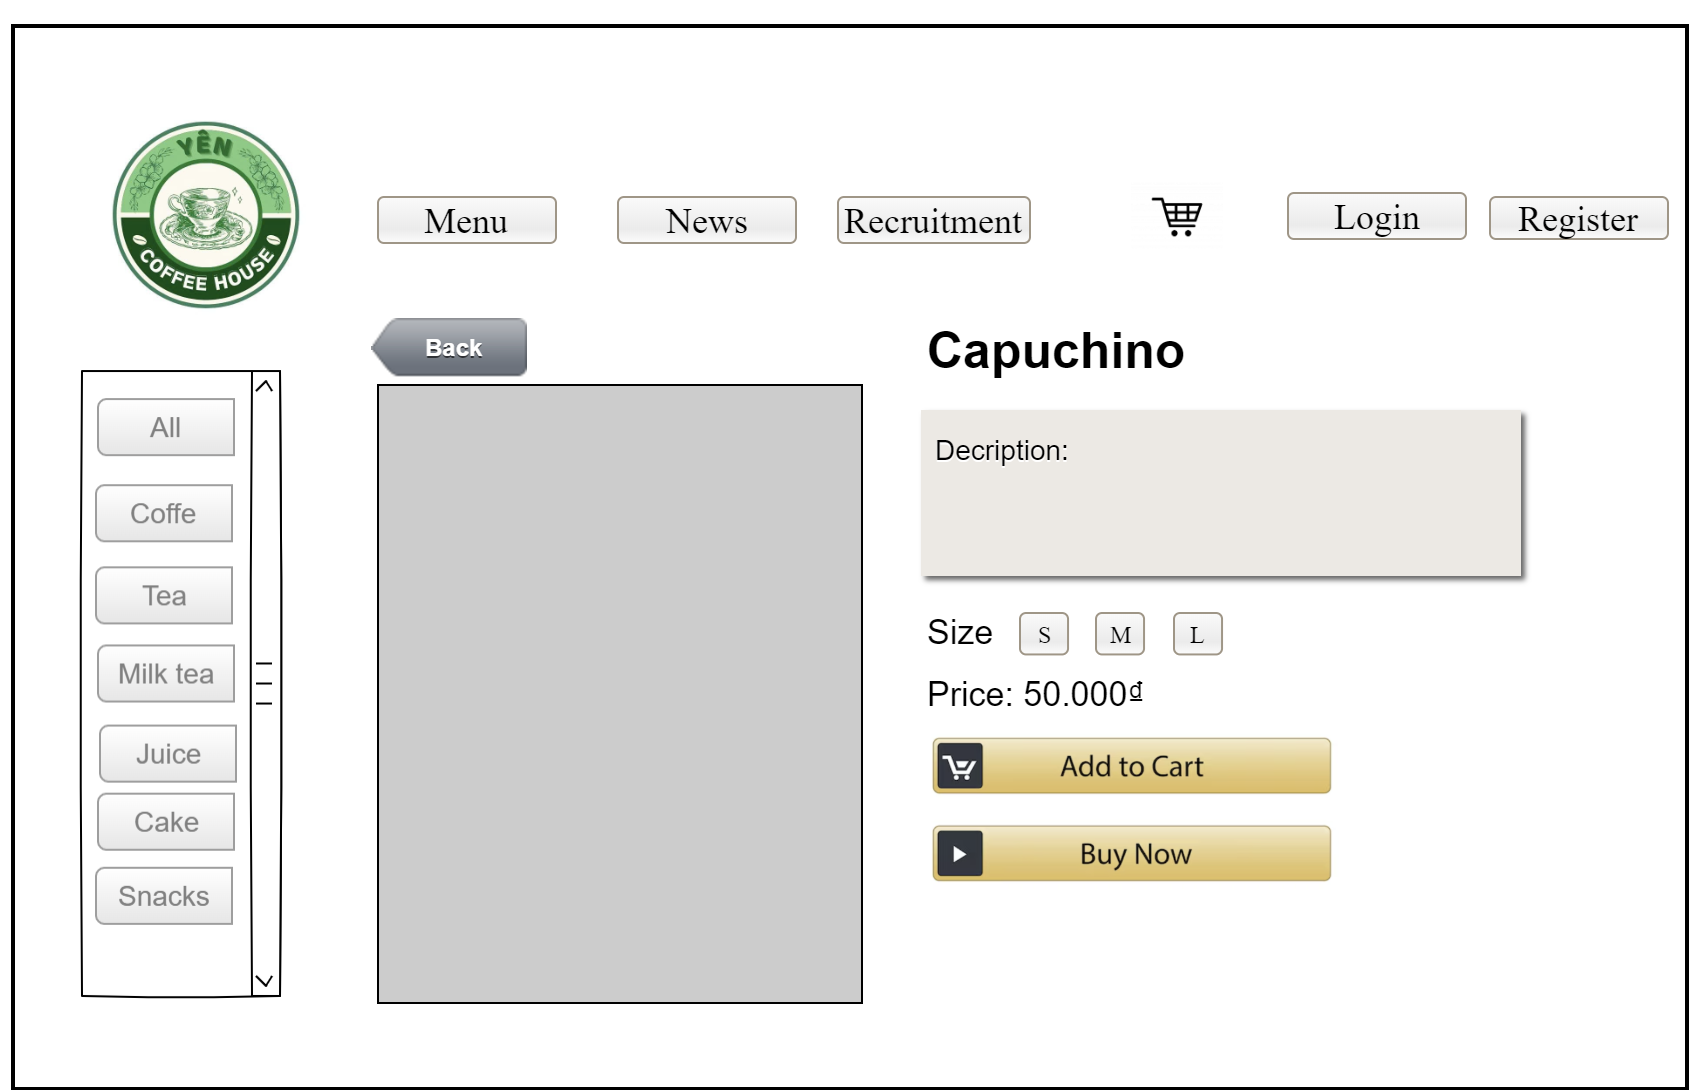 YÊN
COFFEE HOUSE
Menu
News
Recruitment
Login
Register
Back
All
Coffe
Tea
Milk tea
Juice
Cake
Snacks
Capuchino
Decription:
Size
S
M
L
Price: 50.000₫
Add to Cart
Buy Now